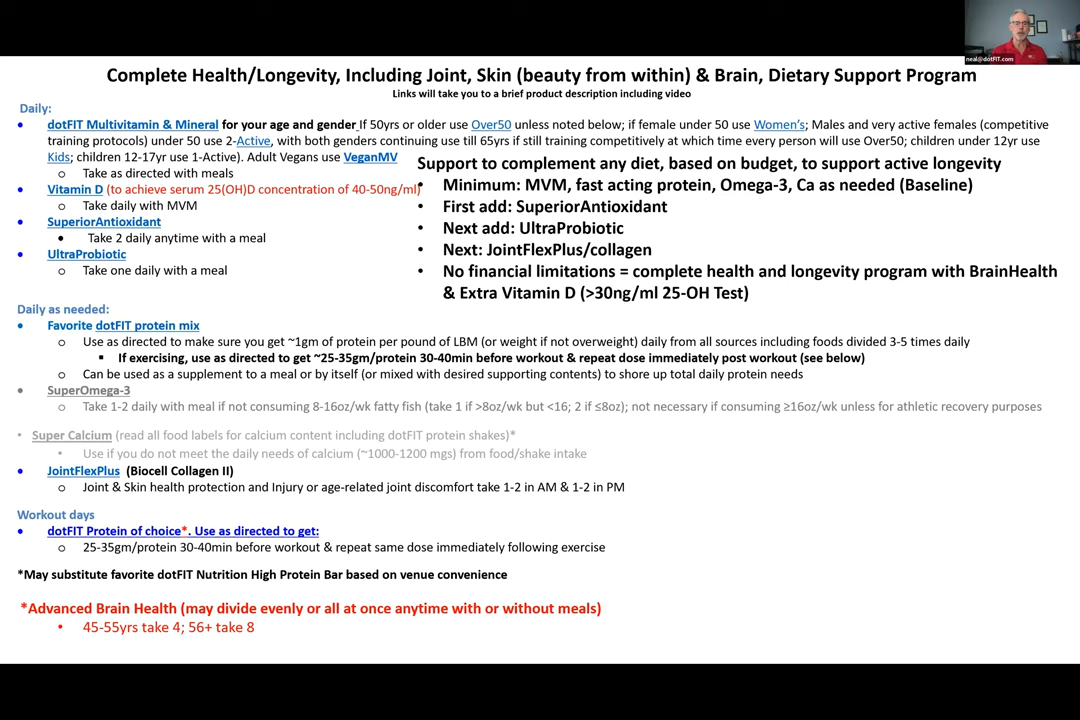 neal@dotFIT.com
Complete Health/Longevity, Including Joint, Skin (beauty from within) & Brain, Dietary Support Program
Links will take you to a brief product description including video
Daily:
• dotFIT Multivitamin & Mineral for your age and gender If 50yrs or older use Over50 unless noted below; if female under 50 use Women's; Males and very active females (competitive
training protocols) under 50 use 2-Active, with both genders continuing use till 65yrs if still training competitively at which time every person will use Over50; children under 12yr use
Kids; children 12-17yr use 1-Active). Adult Vegans use VeganMV
o Take as directed with meals
• Vitamin D (to achieve serum 25(OH)D concentration of 40-50ng/ml)
o Take daily with MVM
• SuperiorAntioxidant
• Take 2 daily anytime with a meal
• UltraProbiotic
o Take one daily with a meal
Support to complement any diet, based on budget, to support active longevity
• Minimum: MVM, fast acting protein, Omega-3, Ca as needed (Baseline)
• First add: SuperiorAntioxidant
• Next add: UltraProbiotic
• Next: JointFlexPlus/collagen
• No financial limitations = complete health and longevity program with BrainHealth
& Extra Vitamin D (>30ng/ml 25-OH Test)
Daily as needed:
• Favorite dotFIT protein mix
o Use as directed to make sure you get ~1gm of protein per pound of LBM (or weight if not overweight) daily from all sources including foods divided 3-5 times daily
▪ If exercising, use as directed to get ~25-35gm/protein 30-40min before workout & repeat dose immediately post workout (see below)
o Can be used as a supplement to a meal or by itself (or mixed with desired supporting contents) to shore up total daily protein needs
• SuperOmega-3
o Take 1-2 daily with meal if not consuming 8-16oz/wk fatty fish (take 1 if >8oz/wk but <16; 2 if ≤8oz); not necessary if consuming ≥16oz/wk unless for athletic recovery purposes
• Super Calcium (read all food labels for calcium content including dotFIT protein shakes)*
• Use if you do not meet the daily needs of calcium (~1000-1200 mgs) from food/shake intake
• JointFlexPlus (Biocell Collagen II)
o Joint & Skin health protection and Injury or age-related joint discomfort take 1-2 in AM & 1-2 in PM
Workout days
• dotFIT Protein of choice*. Use as directed to get:
o 25-35gm/protein 30-40min before workout & repeat same dose immediately following exercise
*May substitute favorite dotFIT Nutrition High Protein Bar based on venue convenience
*Advanced Brain Health (may divide evenly or all at once anytime with or without meals)
• 45-55yrs take 4; 56+ take 8